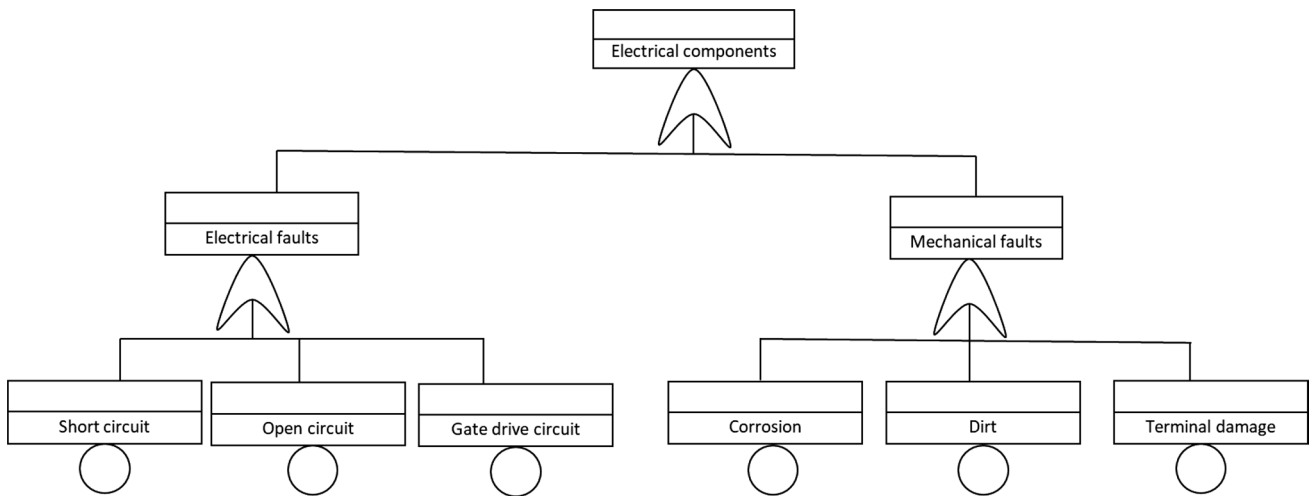 Electrical components
Electrical faults
Mechanical faults
Short circuit
Open circuit
Gate drive circuit
Corrosion
Dirt
Terminal damage